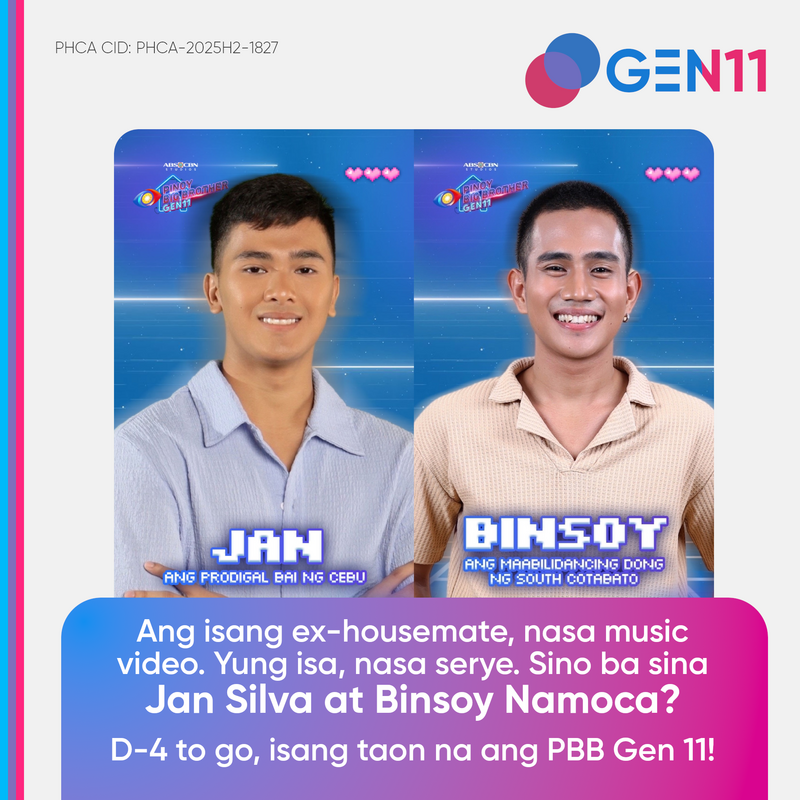 PHCA CID: PHCA-2025H2-1827
GEN11
ABS-CBN
STUDIOS
PINOY
BIG BROTHER
GEN11
JAN
ANG PRODIGAL BAI NG CEBU
ABS-CBN
STUDIOS
PINOY
BIG BROTHER
GEN11
BINSOY
ANG MAABILIDANCING DONG
NG SOUTH COTABATO
Ang isang ex-housemate, nasa music
video. Yung isa, nasa serye. Sino ba sina
Jan Silva at Binsoy Namoca?
D-4 to go, isang taon na ang PBB Gen 11!